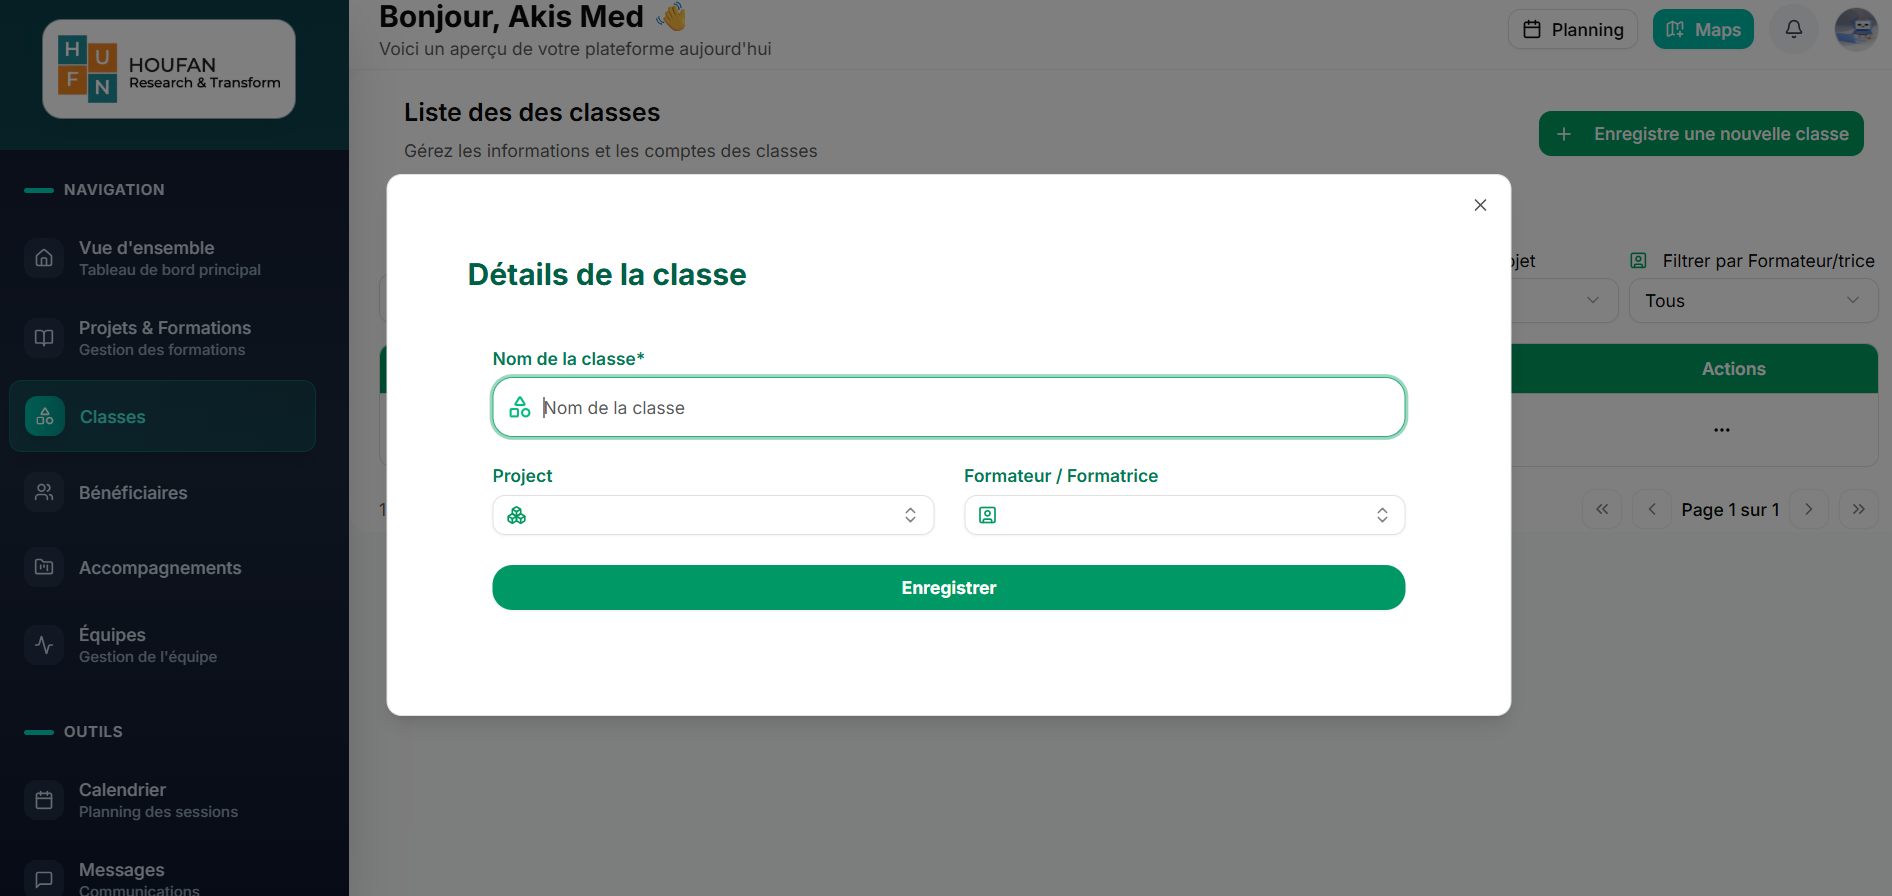 H U F N
HOUFAN
Research & Transform
NAVIGATION
Vue d'ensemble
Tableau de bord principal
Projets & Formations
Gestion des formations
Classes
Bénéficiaires
Accompagnements
Équipes
Gestion de l'équipe
OUTILS
Calendrier
Planning des sessions
Messages
Communications
Bonjour, Akis Med 👋
Voici un aperçu de votre plateforme aujourd'hui
Planning
Maps
Liste des des classes
Gérez les informations et les comptes des classes
+ Enregistre une nouvelle classe
jet
Filtrer par Formateur/trice
Tous
Actions
...
1
Page 1 sur 1
Détails de la classe
Nom de la classe*
Nom de la classe
Project
Formateur / Formatrice
Enregistrer